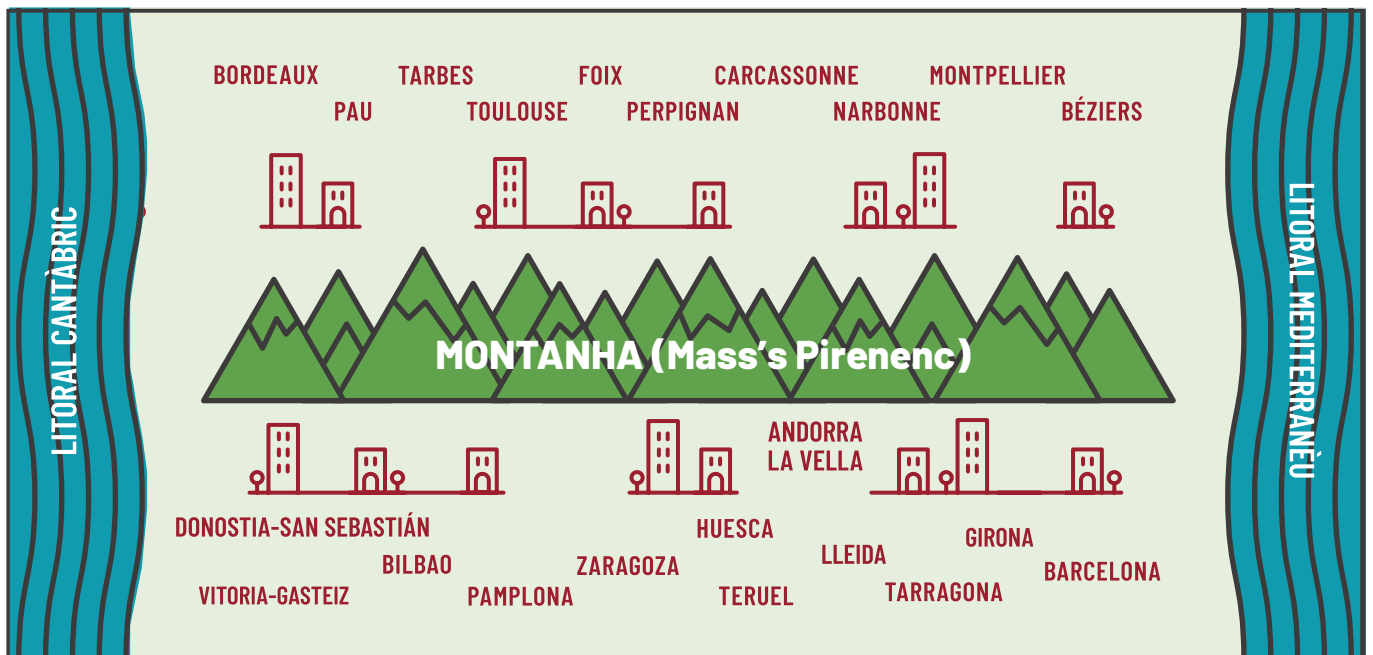 BORDEAUX
TARBES
FOIX
CARCASSONNE
MONTPELLIER
PAU
TOULOUSE
PERPIGNAN
NARBONNE
BÉZIERS
LITORAL CANTÀBRIC
LITORAL MEDITERRANÈU
MONTANHA (Mass’s Pirenenc)
ANDORRA
LA VELLA
DONOSTIA-SAN SEBASTIÁN
HUESCA
GIRONA
LLEIDA
BILBAO
ZARAGOZA
BARCELONA
VITORIA-GASTEIZ
PAMPLONA
TERUEL
TARRAGONA